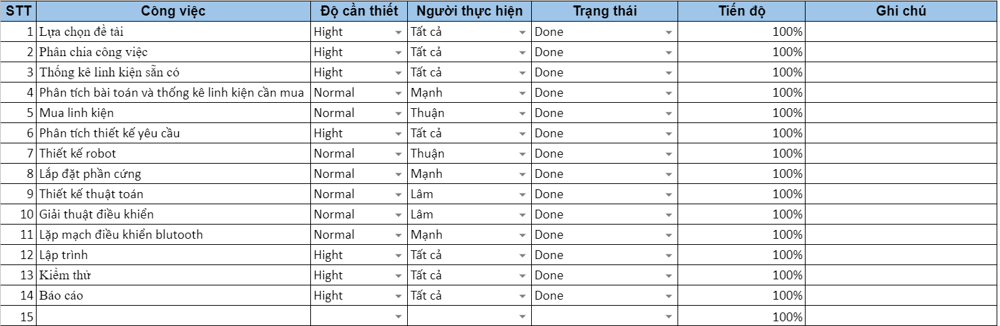 STT Công việc Độ cần thiết Người thực hiện Trạng thái Tiến độ Ghi chú
1 Lựa chọn đề tài Hight Tất cả Done 100%
2 Phân chia công việc Hight Tất cả Done 100%
3 Thống kê linh kiện sẵn có Hight Tất cả Done 100%
4 Phân tích bài toán và thống kê linh kiện cần mua Normal Mạnh Done 100%
5 Mua linh kiện Normal Thuận Done 100%
6 Phân tích thiết kế yêu cầu Hight Tất cả Done 100%
7 Thiết kế robot Normal Thuận Done 100%
8 Lắp đặt phần cứng Normal Mạnh Done 100%
9 Thiết kế thuật toán Normal Lâm Done 100%
10 Giải thuật điều khiển Normal Lâm Done 100%
11 Lặp mạch điều khiển blutooth Normal Mạnh Done 100%
12 Lập trình Hight Tất cả Done 100%
13 Kiểm thử Hight Tất cả Done 100%
14 Báo cáo Hight Tất cả Done 100%
15 100%